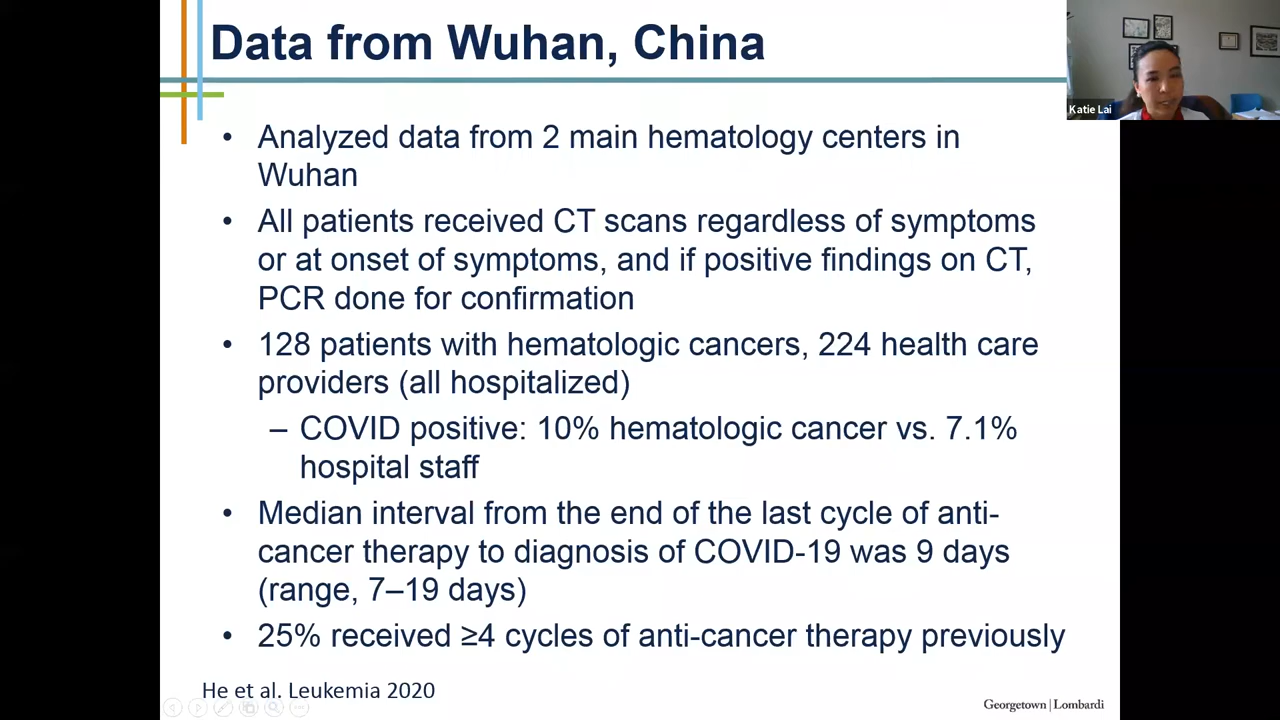 Data from Wuhan, China
Katie Lai
• Analyzed data from 2 main hematology centers in
Wuhan
• All patients received CT scans regardless of symptoms
or at onset of symptoms, and if positive findings on CT,
PCR done for confirmation
• 128 patients with hematologic cancers, 224 health care
providers (all hospitalized)
– COVID positive: 10% hematologic cancer vs. 7.1%
hospital staff
• Median interval from the end of the last cycle of anti-
cancer therapy to diagnosis of COVID-19 was 9 days
(range, 7–19 days)
• 25% received ≥4 cycles of anti-cancer therapy previously
He et al. Leukemia 2020
Georgetown | Lombardi